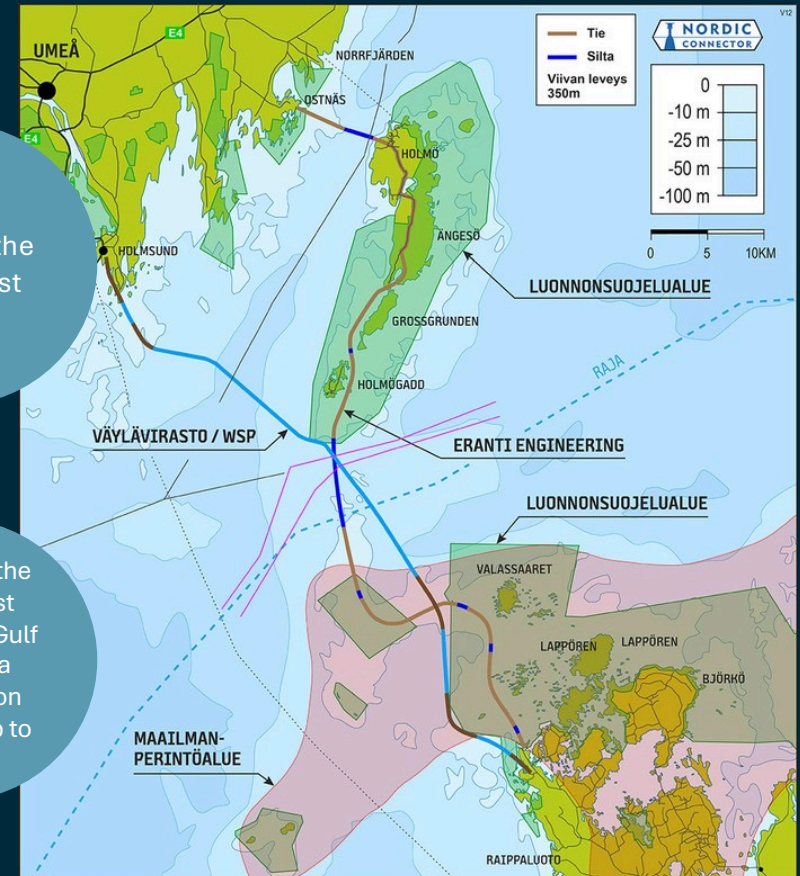 V12
E4
UMEÅ
Tie
Silta
Viivan leveys
350m
NORDIC
CONNECTOR
NORRFJÄRDEN
0
-10 m
-25 m
-50 m
-100 m
OSTNÄS
E4
HOLMÖ
0 5 10KM
ÄNGESÖ
the
st
HOLMSUND
LUONNONSUOJELUALUE
GROSSGRUNDEN
RAJA
HOLMÖGADD
VÄYLÄVIRASTO / WSP
ERANTI ENGINEERING
LUONNONSUOJELUALUE
the
st
Gulf
a
on
to
VALASSAARET
LAPPÖREN
LAPPÖREN
BJÖRKÖ
MAAILMAN-
PERINTÖALUE
RAIPPALUOTO